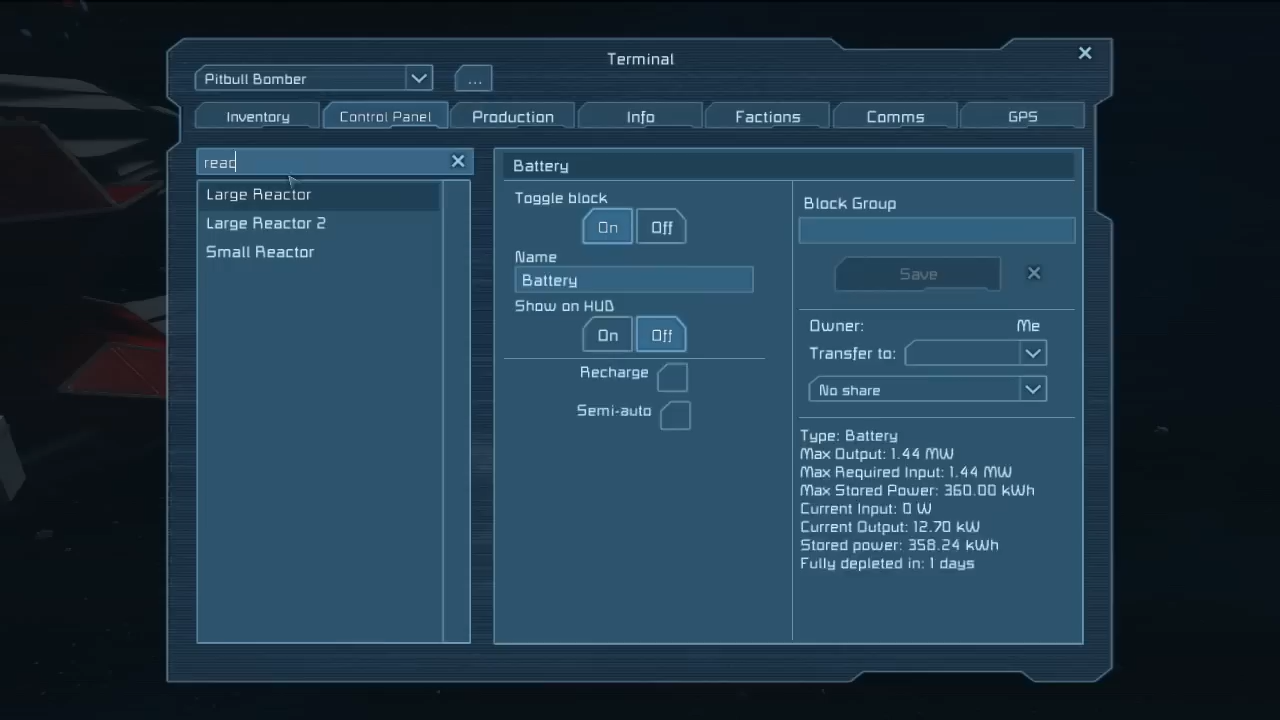 Terminal
Pitbull Bomber
...
Inventory
Control Panel
Production
Info
Factions
Comms
GPS
reac
Large Reactor
Large Reactor 2
Small Reactor
Battery
Toggle block
On
Off
Name
Battery
Show on HUD
On
Off
Recharge
Semi-auto
Block Group
Save
Owner: Me
Transfer to:
No share
Type: Battery
Max Output: 1.44 MW
Max Required Input: 1.44 MW
Max Stored Power: 360.00 kWh
Current Input: 0 W
Current Output: 12.70 kW
Stored power: 358.24 kWh
Fully depleted in: 1 days